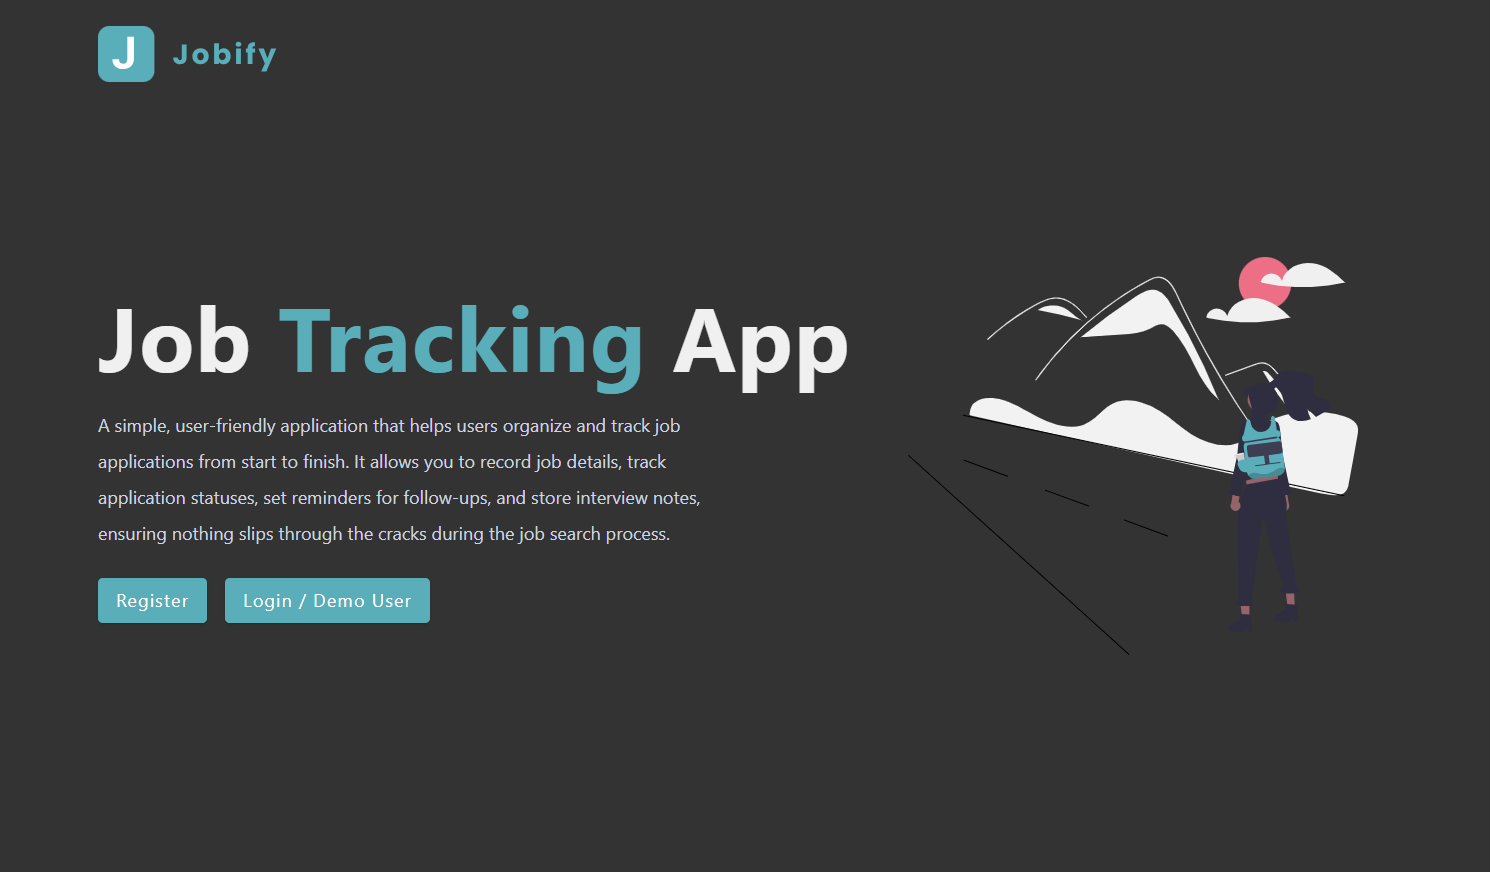 J Jobify
Job Tracking App
A simple, user-friendly application that helps users organize and track job
applications from start to finish. It allows you to record job details, track
application statuses, set reminders for follow-ups, and store interview notes,
ensuring nothing slips through the cracks during the job search process.
Register Login / Demo User